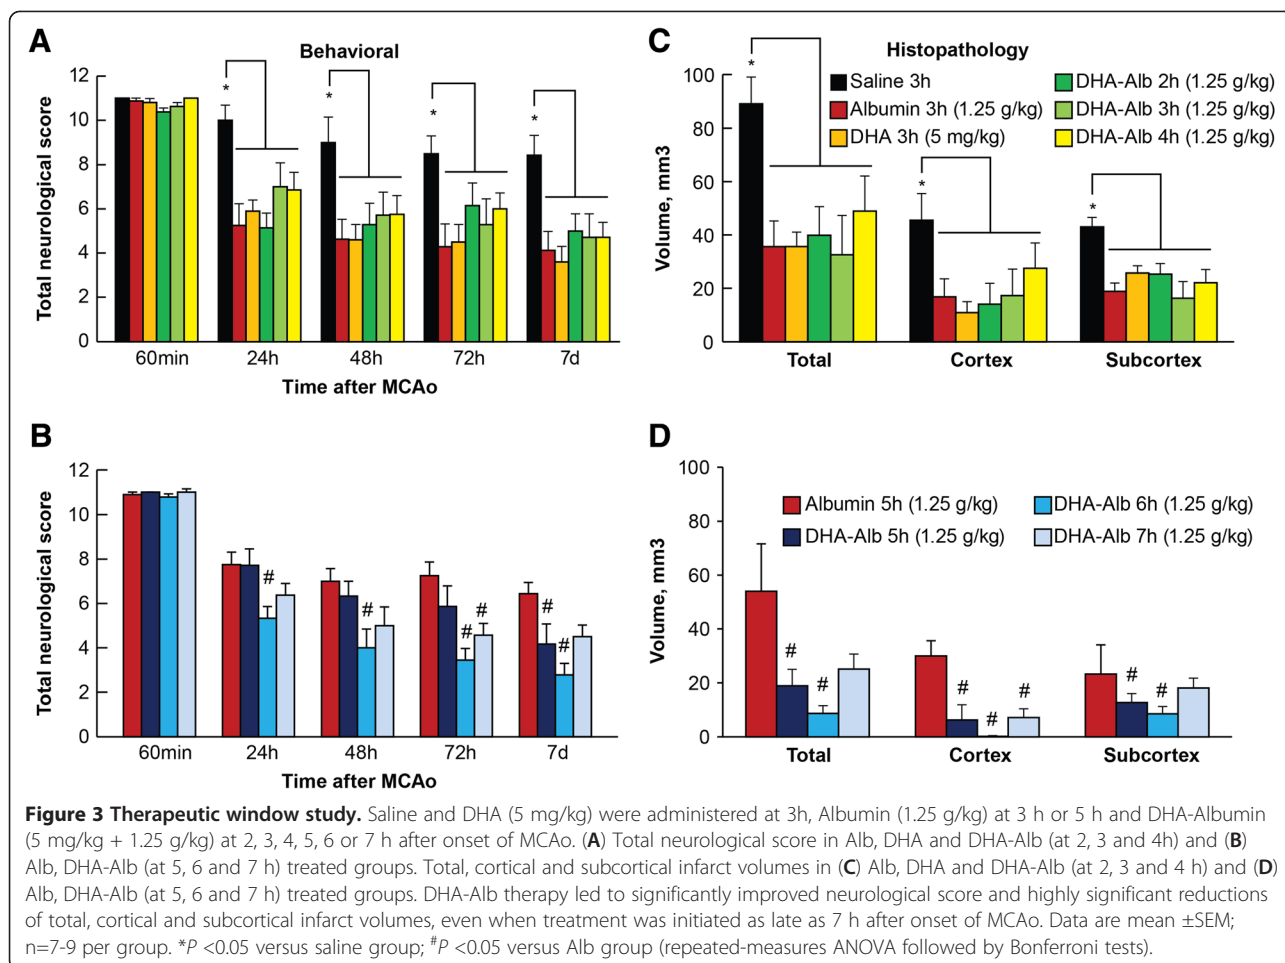 A
Behavioral
Total neurological score
12
10
8
6
4
2
0
*
*
*
*
60min
24h
48h
72h
7d
Time after MCAo
C
Histopathology
Volume, mm3
100
80
60
40
20
0
*
*
*
Saline 3h
Albumin 3h (1.25 g/kg)
DHA 3h (5 mg/kg)
DHA-Alb 2h (1.25 g/kg)
DHA-Alb 3h (1.25 g/kg)
DHA-Alb 4h (1.25 g/kg)
Total
Cortex
Subcortex
B
Total neurological score
12
10
8
6
4
2
0
#
#
#
#
#
#
60min
24h
48h
72h
7d
Time after MCAo
D
Volume, mm3
100
80
60
40
20
0
Albumin 5h (1.25 g/kg)
DHA-Alb 5h (1.25 g/kg)
DHA-Alb 6h (1.25 g/kg)
DHA-Alb 7h (1.25 g/kg)
#
#
#
#
#
#
#
Total
Cortex
Subcortex
Figure 3 Therapeutic window study. Saline and DHA (5 mg/kg) were administered at 3h, Albumin (1.25 g/kg) at 3 h or 5 h and DHA-Albumin
(5 mg/kg + 1.25 g/kg) at 2, 3, 4, 5, 6 or 7 h after onset of MCAo. (A) Total neurological score in Alb, DHA and DHA-Alb (at 2, 3 and 4h) and (B)
Alb, DHA-Alb (at 5, 6 and 7 h) treated groups. Total, cortical and subcortical infarct volumes in (C) Alb, DHA and DHA-Alb (at 2, 3 and 4 h) and (D)
Alb, DHA-Alb (at 5, 6 and 7 h) treated groups. DHA-Alb therapy led to significantly improved neurological score and highly significant reductions
of total, cortical and subcortical infarct volumes, even when treatment was initiated as late as 7 h after onset of MCAo. Data are mean ±SEM;
n=7-9 per group. *P <0.05 versus saline group; #P <0.05 versus Alb group (repeated-measures ANOVA followed by Bonferroni tests).